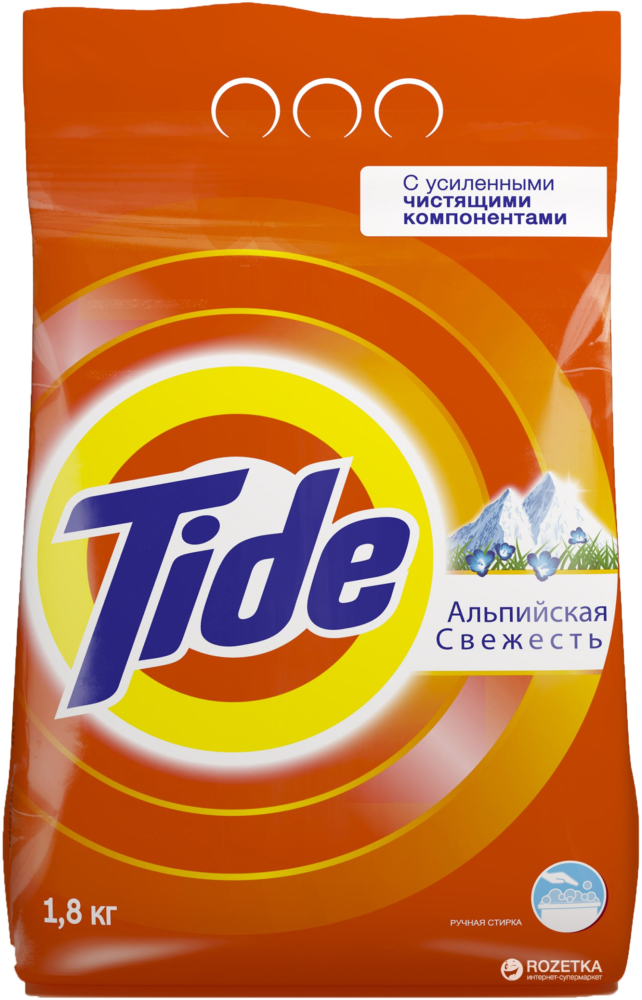 С усиленными
чистящими
компонентами
Tide
Альпийская
Свежесть
1,8 кг
РУЧНАЯ СТИРКА
ROZETKA
интернет-супермаркет